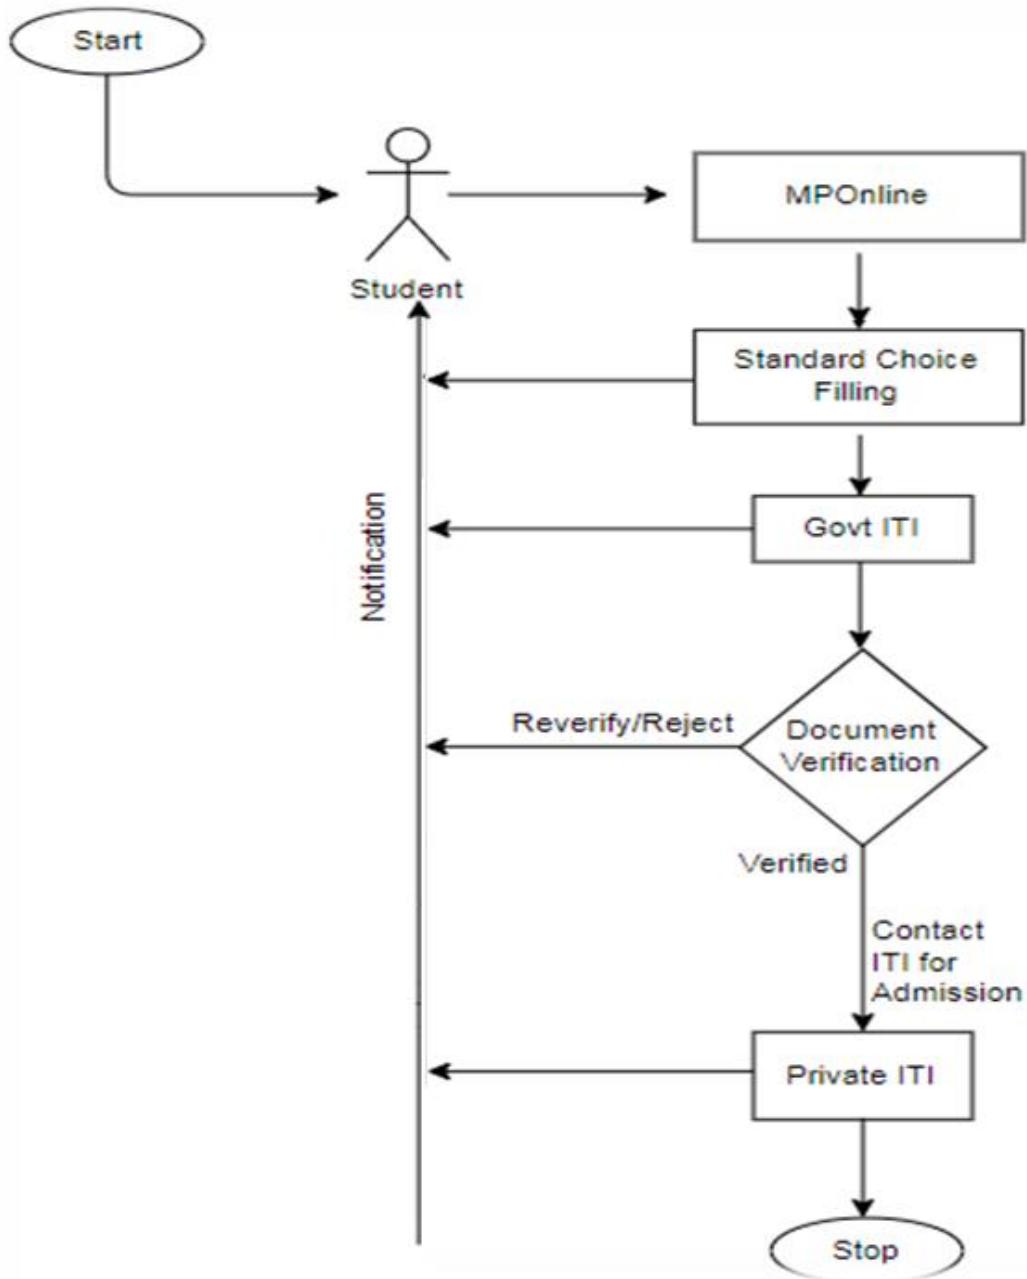 Start
MPOnline
Student
Standard Choice
Filling
Notification
Govt ITI
Reverify/Reject
Document
Verification
Verified
Contact
ITI for
Admission
Private ITI
Stop